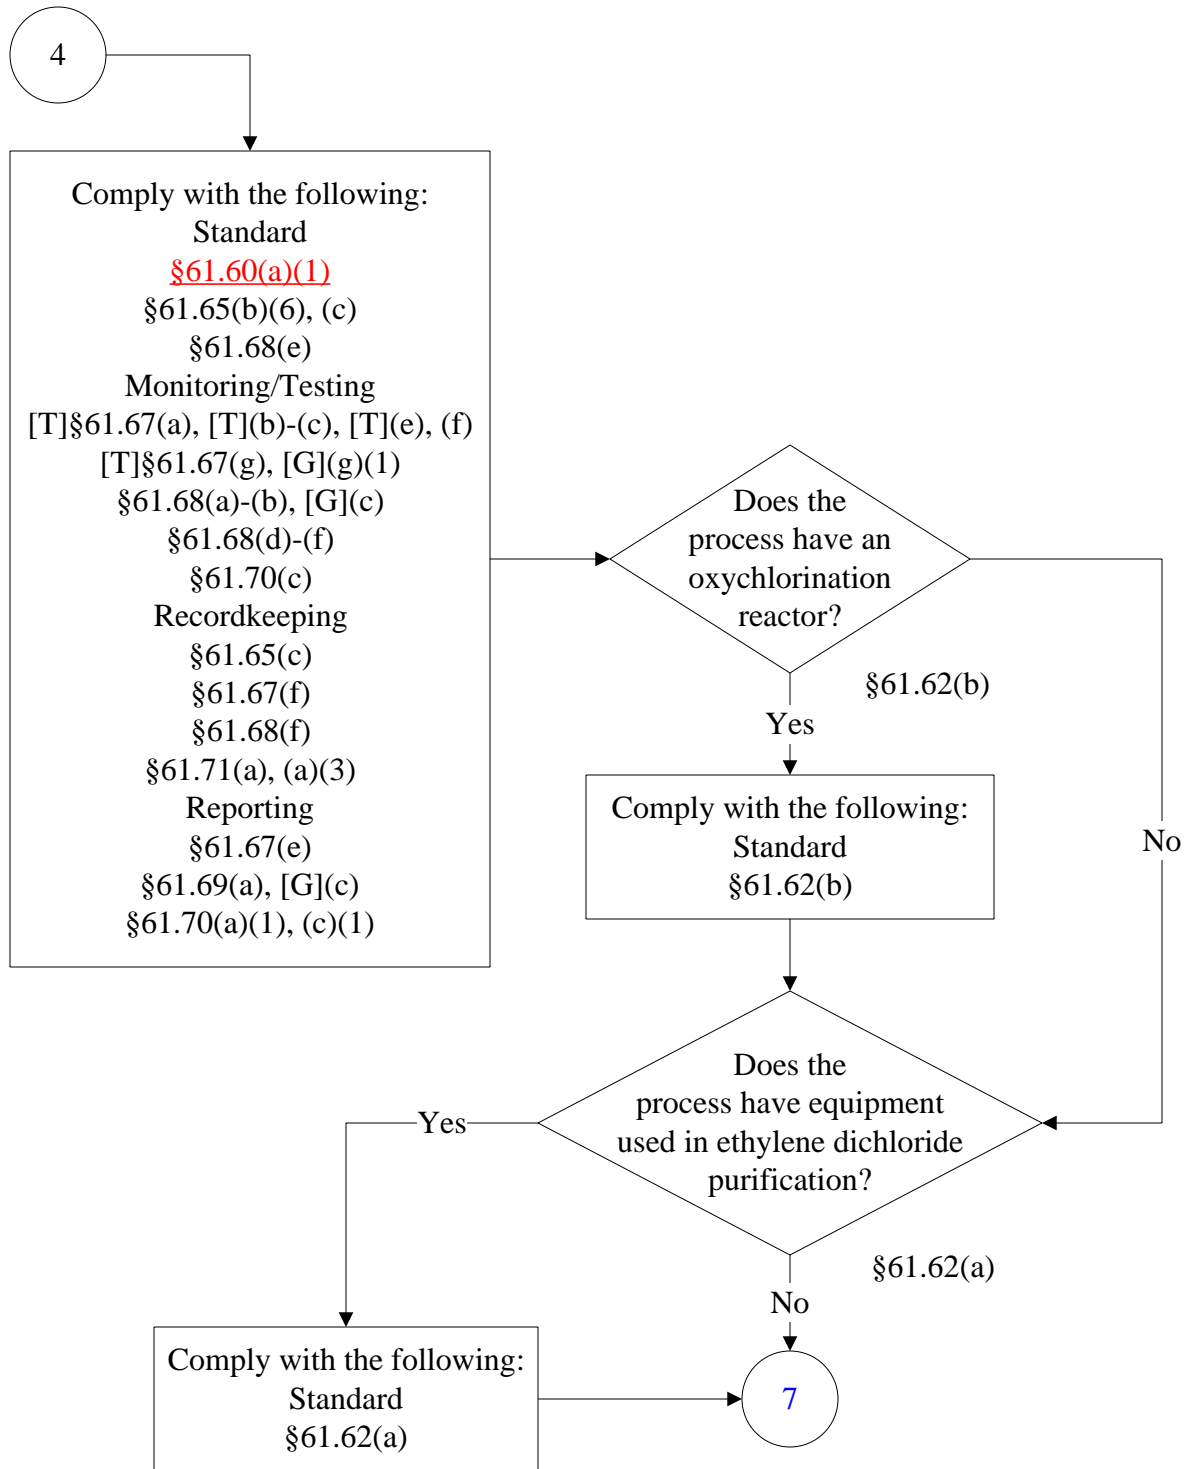 4
Comply with the following:
Standard
§61.60(a)(1)
§61.65(b)(6), (c)
§61.68(e)
Monitoring/Testing
[T]§61.67(a), [T](b)-(c), [T](e), (f)
[T]§61.67(g), [G](g)(1)
§61.68(a)-(b), [G](c)
§61.68(d)-(f)
§61.70(c)
Recordkeeping
§61.65(c)
§61.67(f)
§61.68(f)
§61.71(a), (a)(3)
Reporting
§61.67(e)
§61.69(a), [G](c)
§61.70(a)(1), (c)(1)
Does the
process have an
oxychlorination
reactor?
§61.62(b)
Yes
No
Comply with the following:
Standard
§61.62(b)
Does the
process have equipment
used in ethylene dichloride
purification?
§61.62(a)
Yes
No
Comply with the following:
Standard
§61.62(a)
7